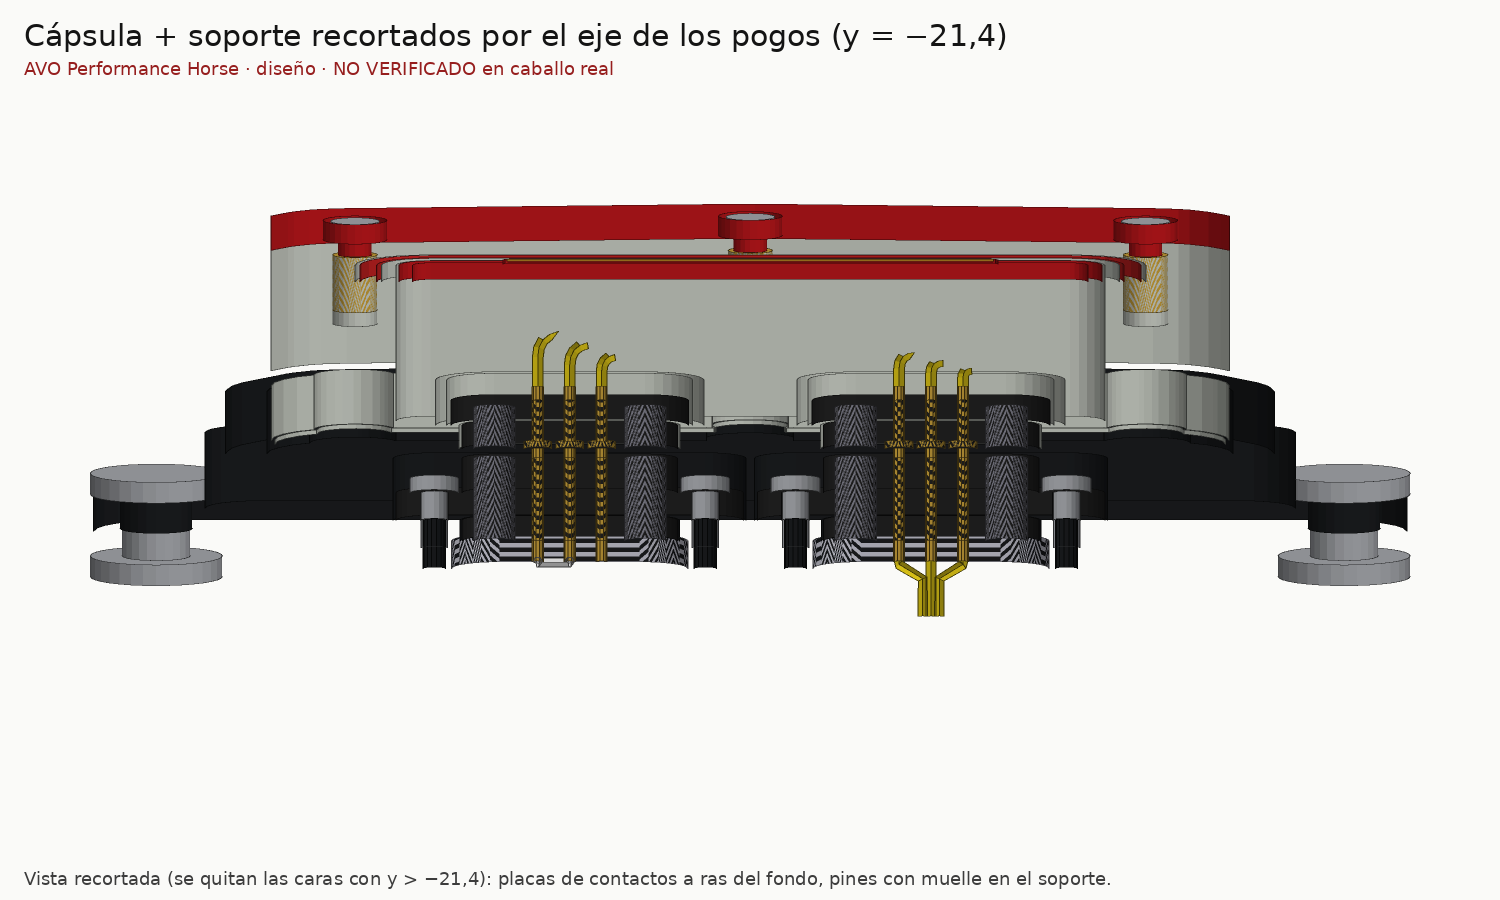 Cápsula + soporte recortados por el eje de los pogos (y = −21,4)
AVO Performance Horse · diseño · NO VERIFICADO en caballo real
Vista recortada (se quitan las caras con y > −21,4): placas de contactos a ras del fondo, pines con muelle en el soporte.